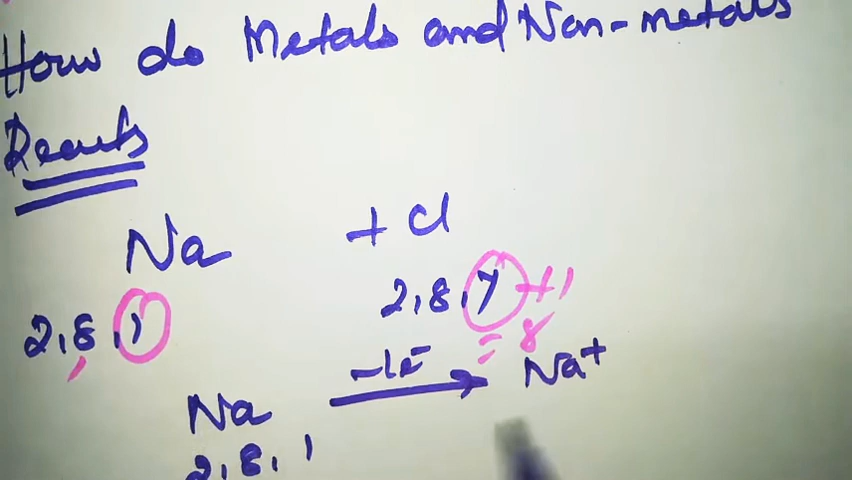 How do Metals and Non-metals
Reacts
Na + Cl
2,8,1 2,8,7 +1
= 8
Na -1e⁻ → Na⁺
2,8,1